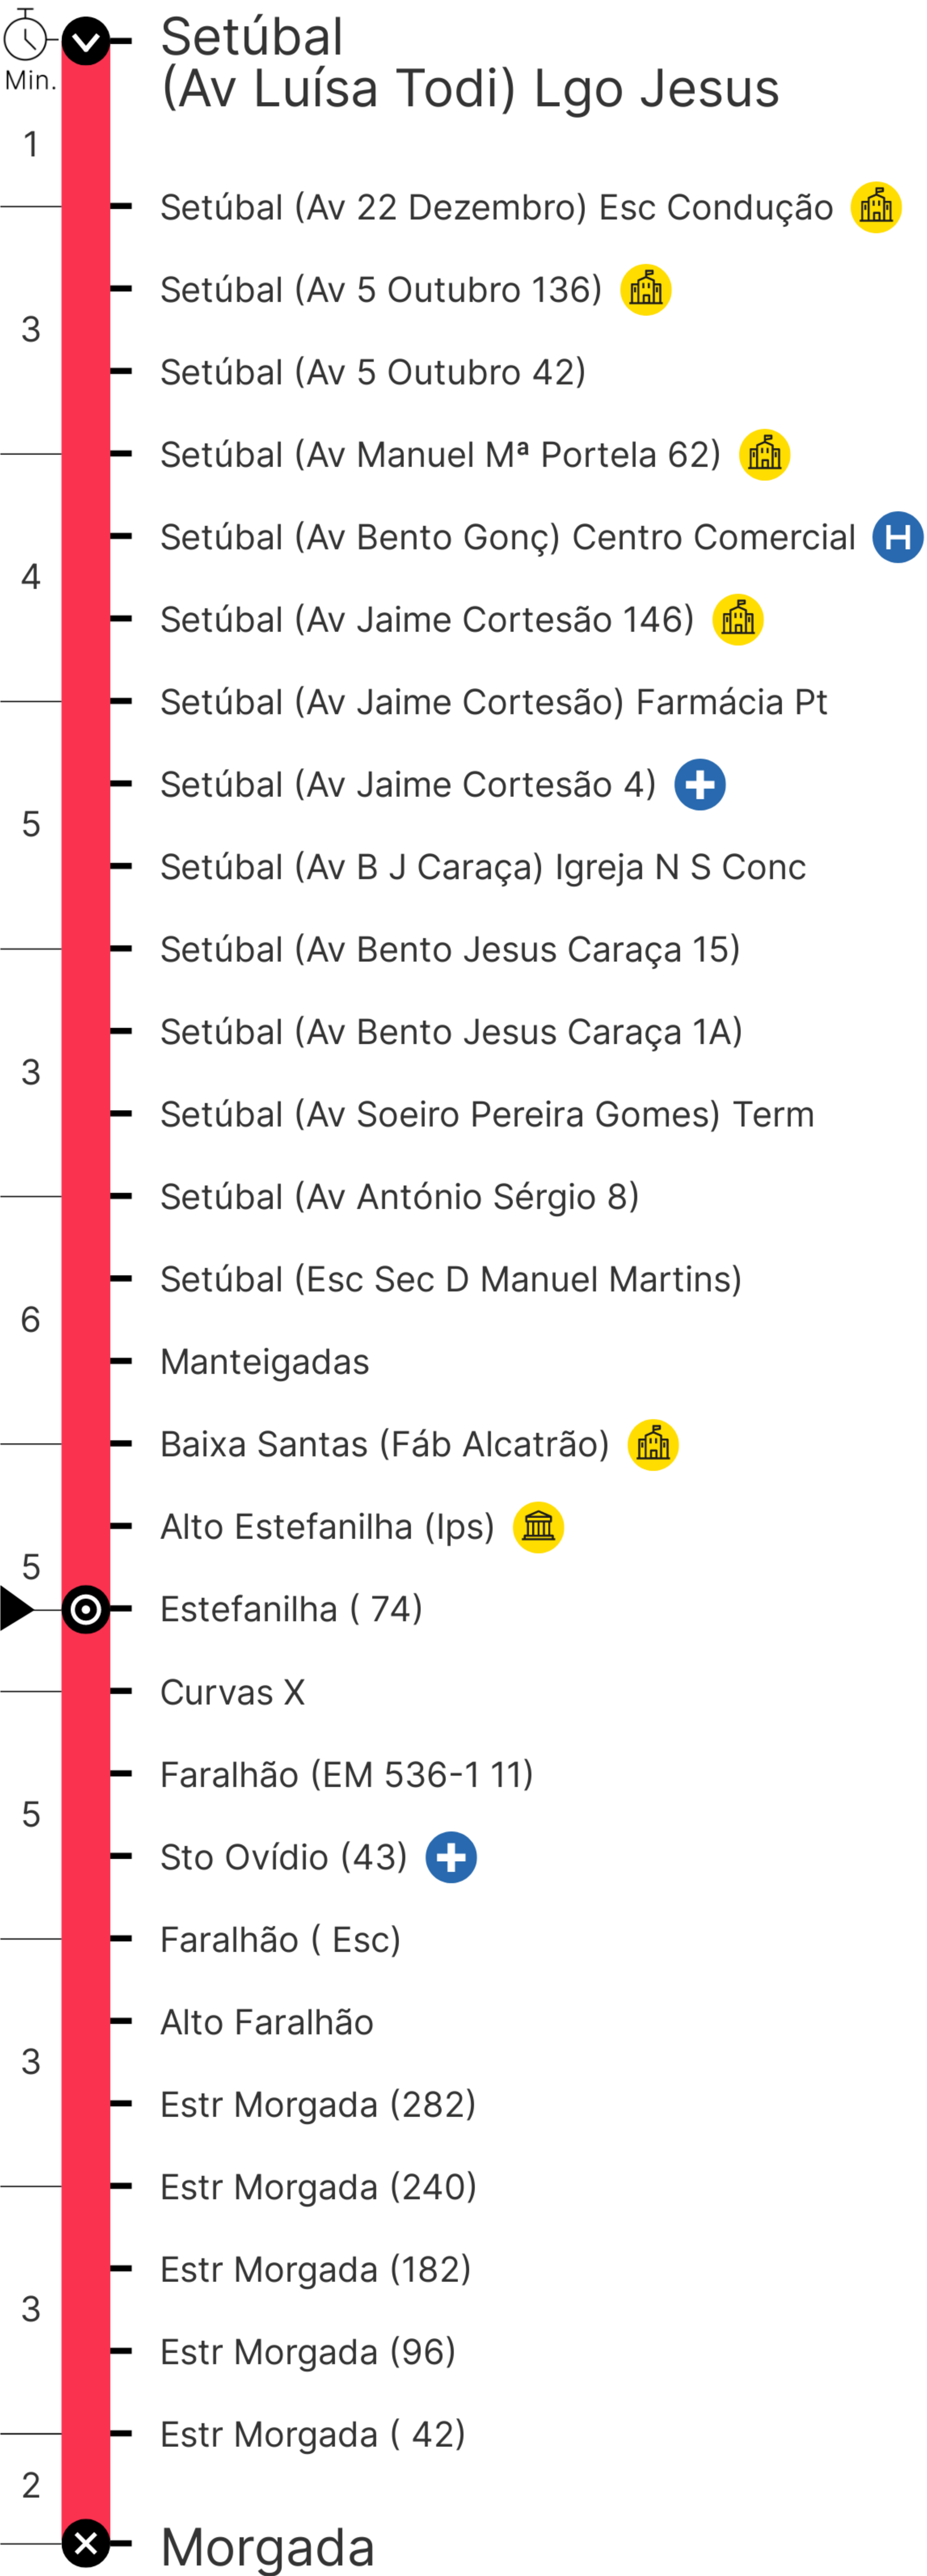 Setúbal
(Av Luísa Todi) Lgo Jesus
Min.
1
Setúbal (Av 22 Dezembro) Esc Condução
Setúbal (Av 5 Outubro 136)
3
Setúbal (Av 5 Outubro 42)
Setúbal (Av Manuel Mª Portela 62)
Setúbal (Av Bento Gonç) Centro Comercial H
4
Setúbal (Av Jaime Cortesão 146)
Setúbal (Av Jaime Cortesão) Farmácia Pt
Setúbal (Av Jaime Cortesão 4)
5
Setúbal (Av B J Caraça) Igreja N S Conc
Setúbal (Av Bento Jesus Caraça 15)
Setúbal (Av Bento Jesus Caraça 1A)
3
Setúbal (Av Soeiro Pereira Gomes) Term
Setúbal (Av António Sérgio 8)
Setúbal (Esc Sec D Manuel Martins)
6
Manteigadas
Baixa Santas (Fáb Alcatrão)
Alto Estefanilha (Ips)
5
Estefanilha ( 74)
Curvas X
Faralhão (EM 536-1 11)
5
Sto Ovídio (43)
Faralhão ( Esc)
Alto Faralhão
3
Estr Morgada (282)
Estr Morgada (240)
Estr Morgada (182)
3
Estr Morgada (96)
Estr Morgada ( 42)
2
Morgada